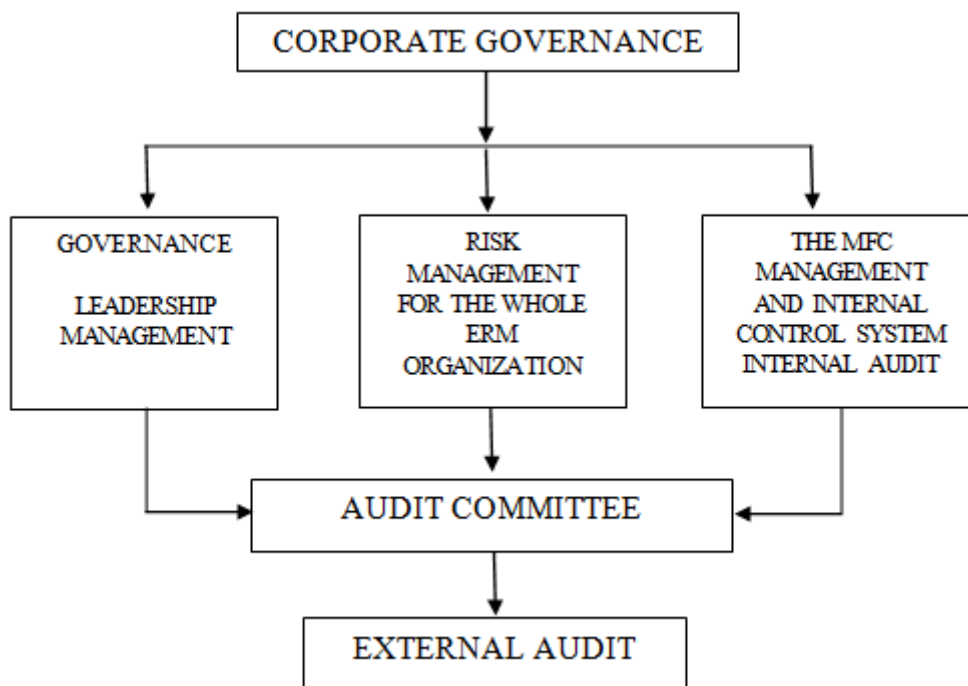 CORPORATE GOVERNANCE
GOVERNANCE
LEADERSHIP
MANAGEMENT
RISK
MANAGEMENT
FOR THE WHOLE
ERM
ORGANIZATION
THE MFC
MANAGEMENT
AND INTERNAL
CONTROL SYSTEM
INTERNAL AUDIT
AUDIT COMMITTEE
EXTERNAL AUDIT